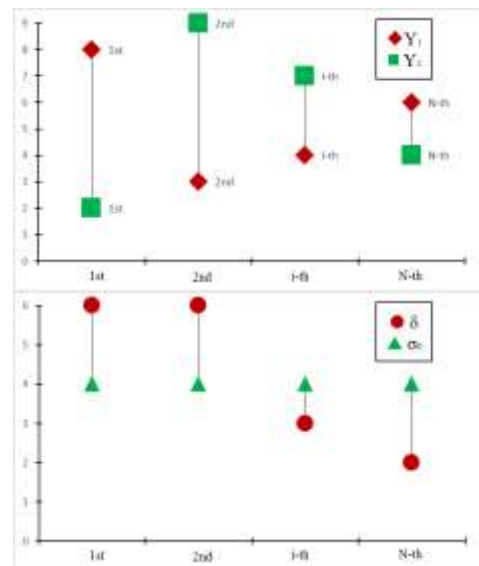 9
8
7
6
5
4
3
2
1
0
1st
1st
2nd
2nd
i-th
i-th
N-th
N-th
Y₁
Y₂
1st 2nd i-th N-th
6
5
4
3
2
1
0
δ
1st 2nd i-th N-th